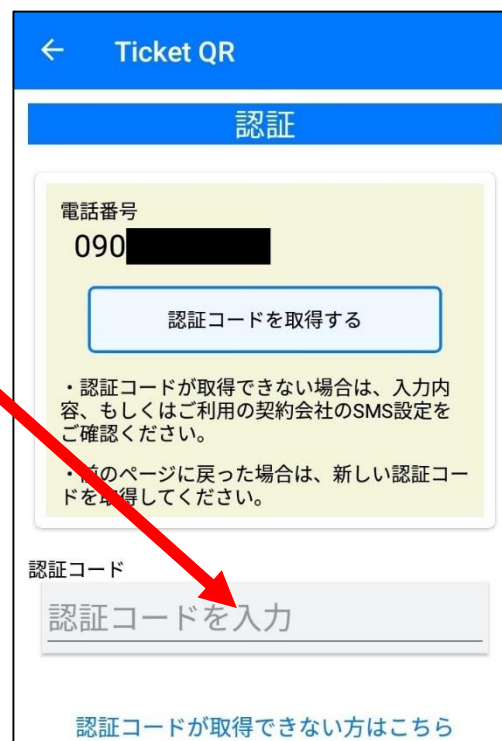 Ticket QR
認証
電話番号
090
認証コードを取得する
・認証コードが取得できない場合は、入力内
容、もしくはご利用の契約会社のSMS設定を
ご確認ください。
・前のページに戻った場合は、新しい認証コー
ドを取得してください。
認証コード
認証コードを入力
認証コードが取得できない方はこちら